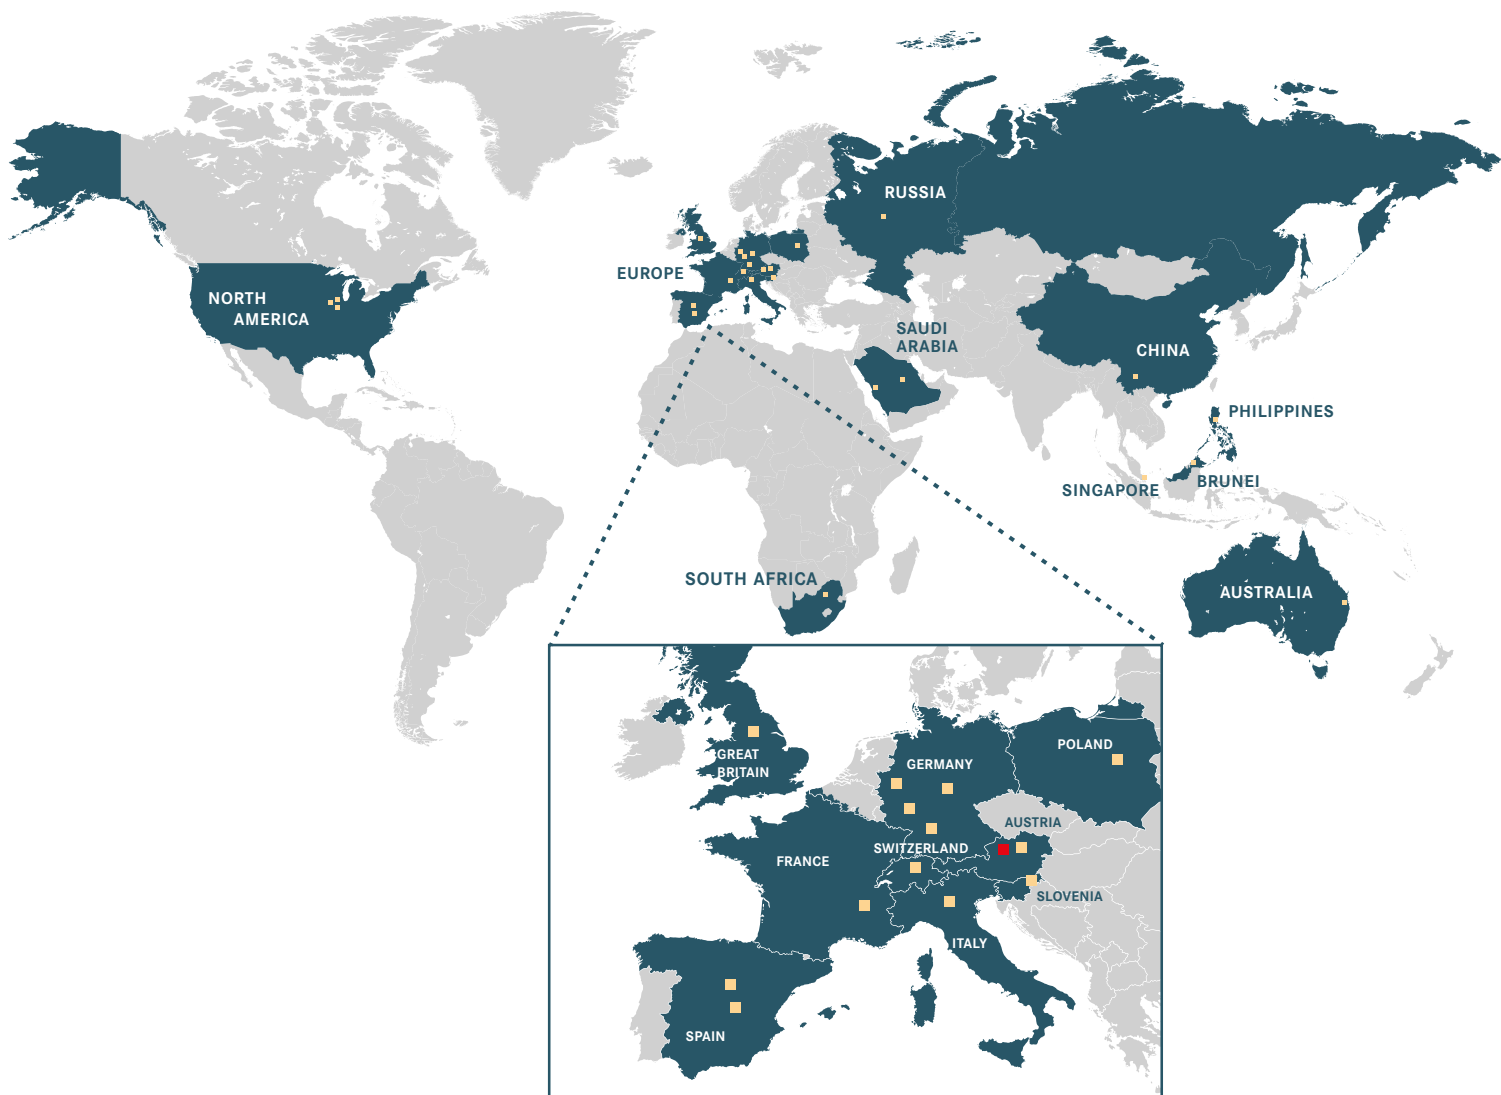 RUSSIA
EUROPE
NORTH
AMERICA
SAUDI
ARABIA
CHINA
PHILIPPINES
SINGAPORE
BRUNEI
SOUTH AFRICA
AUSTRALIA
GREAT
BRITAIN
GERMANY
POLAND
AUSTRIA
SWITZERLAND
FRANCE
SLOVENIA
ITALY
SPAIN